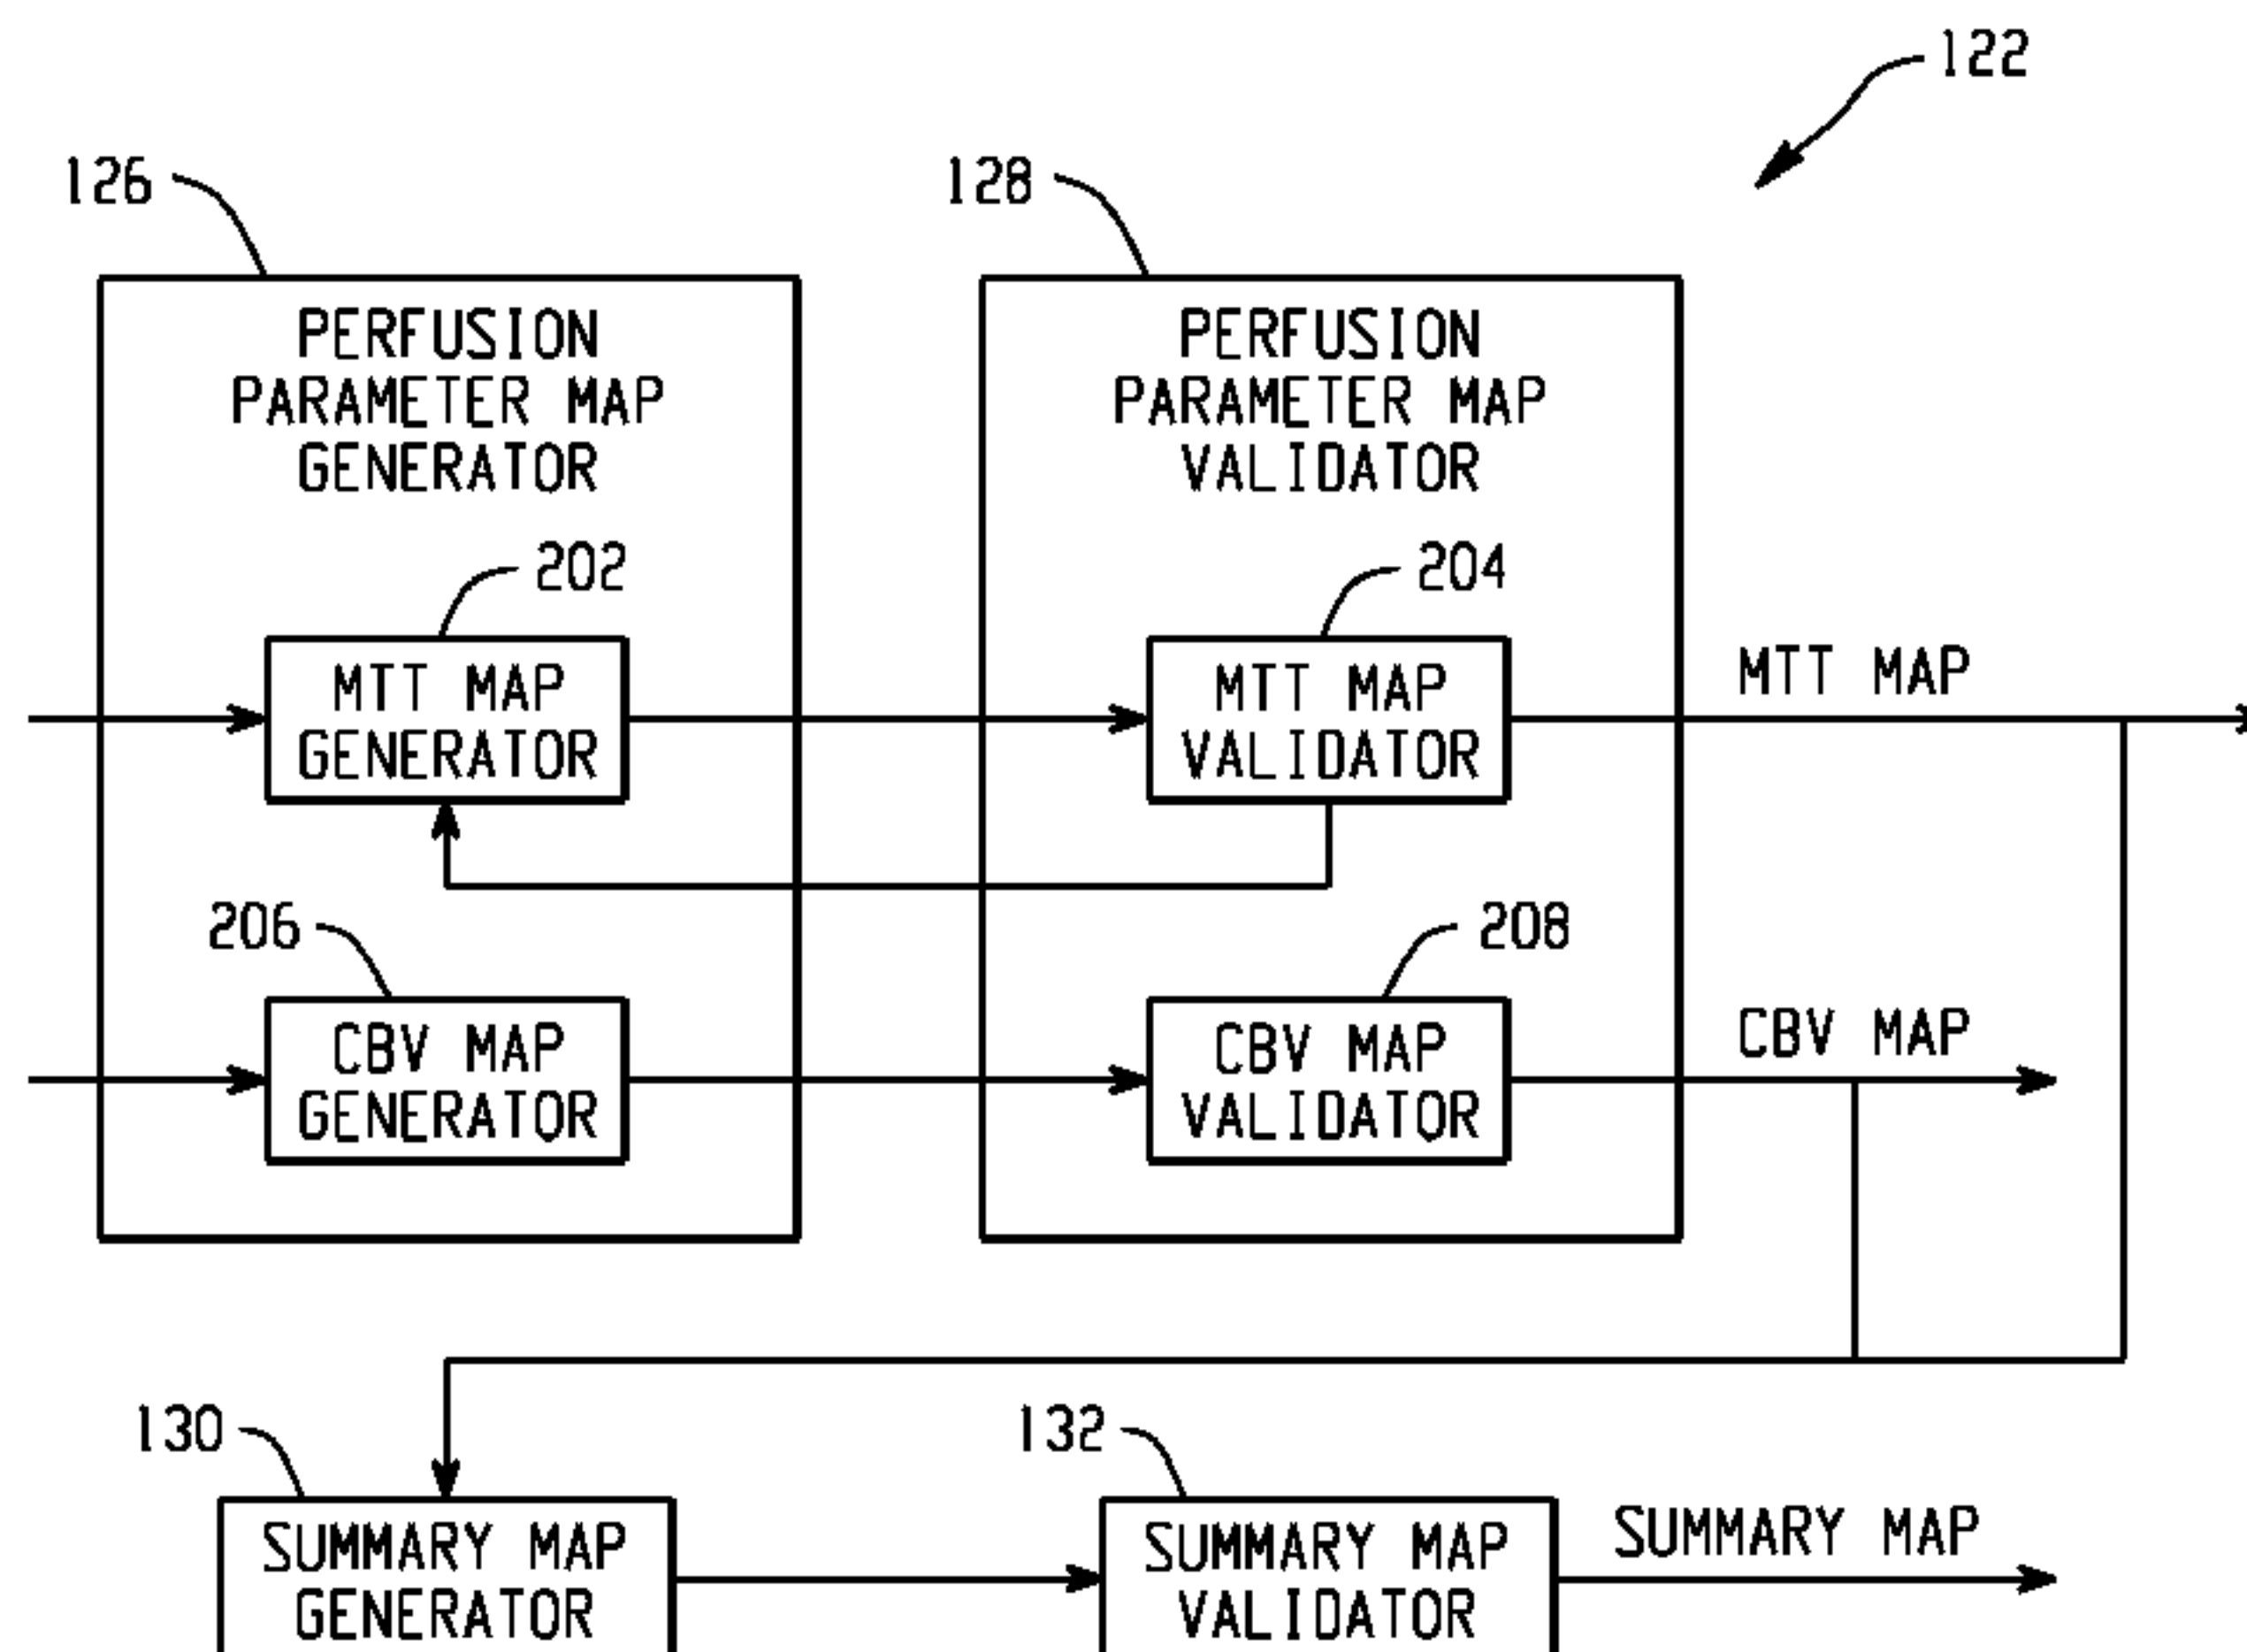 122
126
128
PERFUSION
PARAMETER MAP
GENERATOR
PERFUSION
PARAMETER MAP
VALIDATOR
202
204
MTT MAP
GENERATOR
MTT MAP
VALIDATOR
MTT MAP
206
208
CBV MAP
GENERATOR
CBV MAP
VALIDATOR
CBV MAP
130
132
SUMMARY MAP
GENERATOR
SUMMARY MAP
VALIDATOR
SUMMARY MAP